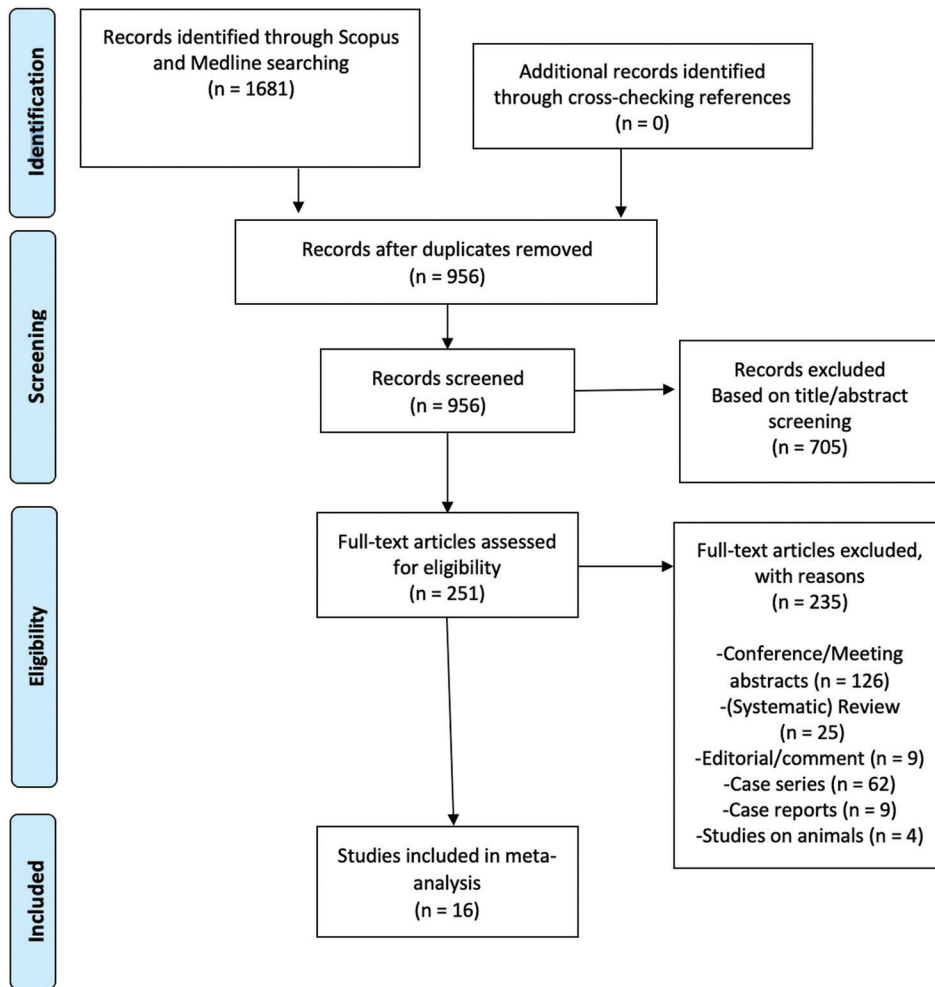 Identification
Records identified through Scopus
and Medline searching
(n = 1681)
Additional records identified
through cross-checking references
(n = 0)
Screening
Records after duplicates removed
(n = 956)
Records screened
(n = 956)
Records excluded
Based on title/abstract
screening
(n = 705)
Eligibility
Full-text articles assessed
for eligibility
(n = 251)
Full-text articles excluded,
with reasons
(n = 235)
-Conference/Meeting
abstracts (n = 126)
-(Systematic) Review
(n = 25)
-Editorial/comment (n = 9)
-Case series (n = 62)
-Case reports (n = 9)
-Studies on animals (n = 4)
Included
Studies included in meta-
analysis
(n = 16)